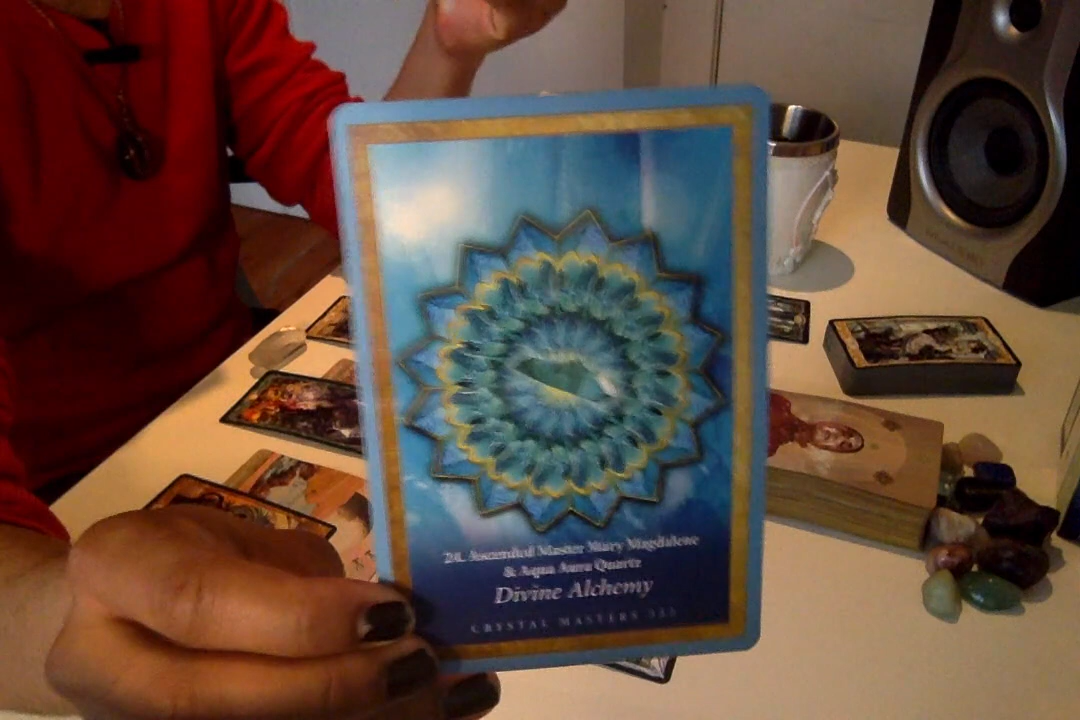 24. Ascended Master Mary Magdalene
& Aqua Aura Quartz
Divine Alchemy
CRYSTAL MASTERS 333